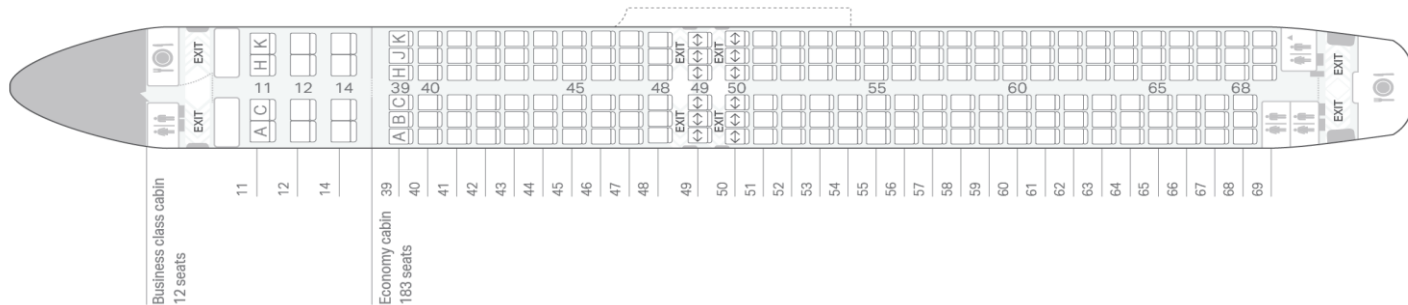 EXIT
EXIT
K
H
C
A
11
12
14
K
J
H
C
B
A
39
40
45
48
EXIT
EXIT
49
EXIT
EXIT
50
55
60
65
68
EXIT
EXIT
11
12
14
39
40
41
42
43
44
45
46
47
48
49
50
51
52
53
54
55
56
57
58
59
60
61
62
63
64
65
66
67
68
69
Business class cabin
12 seats
Economy cabin
183 seats